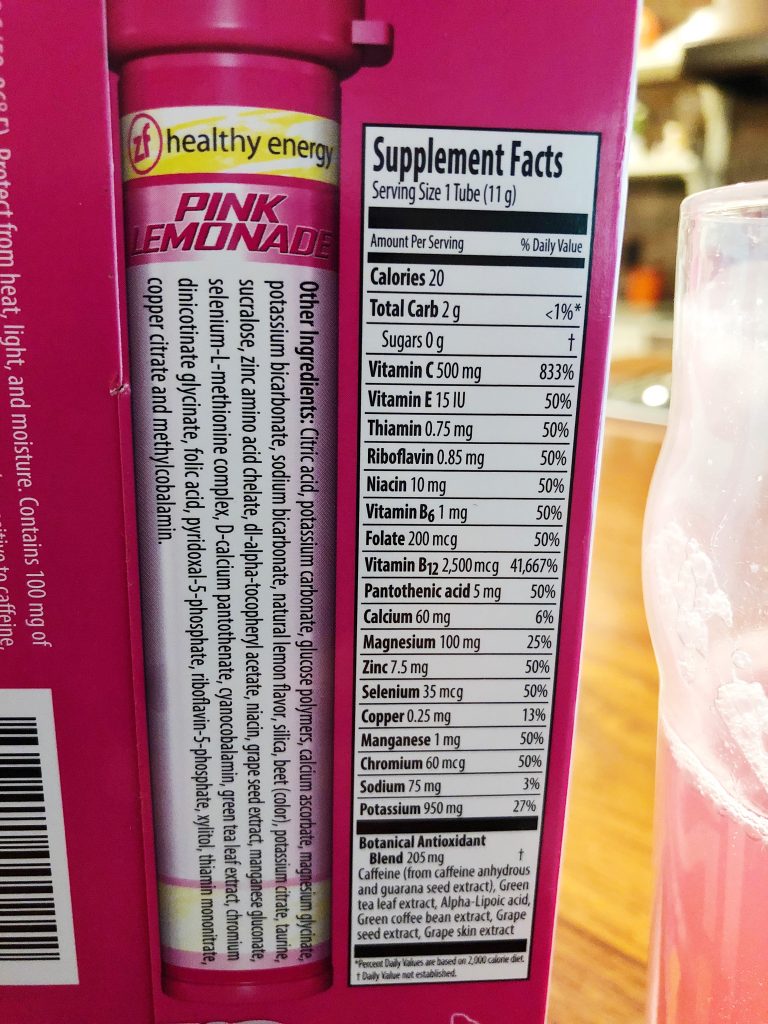 Protect from heat, light, and moisture. Contains 100 mg of
to caffeine,
zf healthy energy
PINK
LEMONADE
Other Ingredients: Citric acid, potassium carbonate, glucose polymers, calcium ascorbate, magnesium glycinate,
potassium bicarbonate, sodium bicarbonate, natural lemon flavor, silica, beet (color), potassium citrate, taurine,
sucralose, zinc amino acid chelate, dl-alpha-tocopheryl acetate, niacin, grape seed extract, manganese gluconate,
selenium-L-methionine complex, D-calcium pantothenate, cyanocobalamin, green tea leaf extract, chromium
dinicotinate glycinate, folic acid, pyridoxal-5-phosphate, riboflavin-5-phosphate, xylitol, thiamin mononitrate,
copper citrate and methylcobalamin.
Supplement Facts
Serving Size 1 Tube (11 g)
Amount Per Serving % Daily Value
Calories 20
Total Carb 2 g <1%*
Sugars 0 g †
Vitamin C 500 mg 833%
Vitamin E 15 IU 50%
Thiamin 0.75 mg 50%
Riboflavin 0.85 mg 50%
Niacin 10 mg 50%
Vitamin B6 1 mg 50%
Folate 200 mcg 50%
Vitamin B12 2,500 mcg 41,667%
Pantothenic acid 5 mg 50%
Calcium 60 mg 6%
Magnesium 100 mg 25%
Zinc 7.5 mg 50%
Selenium 35 mcg 50%
Copper 0.25 mg 13%
Manganese 1 mg 50%
Chromium 60 mcg 50%
Sodium 75 mg 3%
Potassium 950 mg 27%
Botanical Antioxidant
Blend 205 mg †
Caffeine (from caffeine anhydrous
and guarana seed extract), Green
tea leaf extract, Alpha-Lipoic acid,
Green coffee bean extract, Grape
seed extract, Grape skin extract
*Percent Daily Values are based on 2,000 calorie diet.
† Daily Value not established.